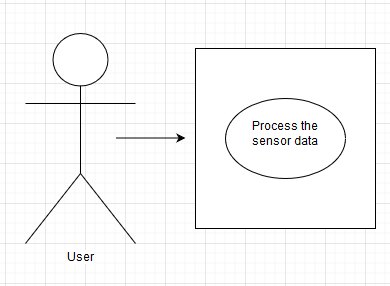 Process the
sensor data
User